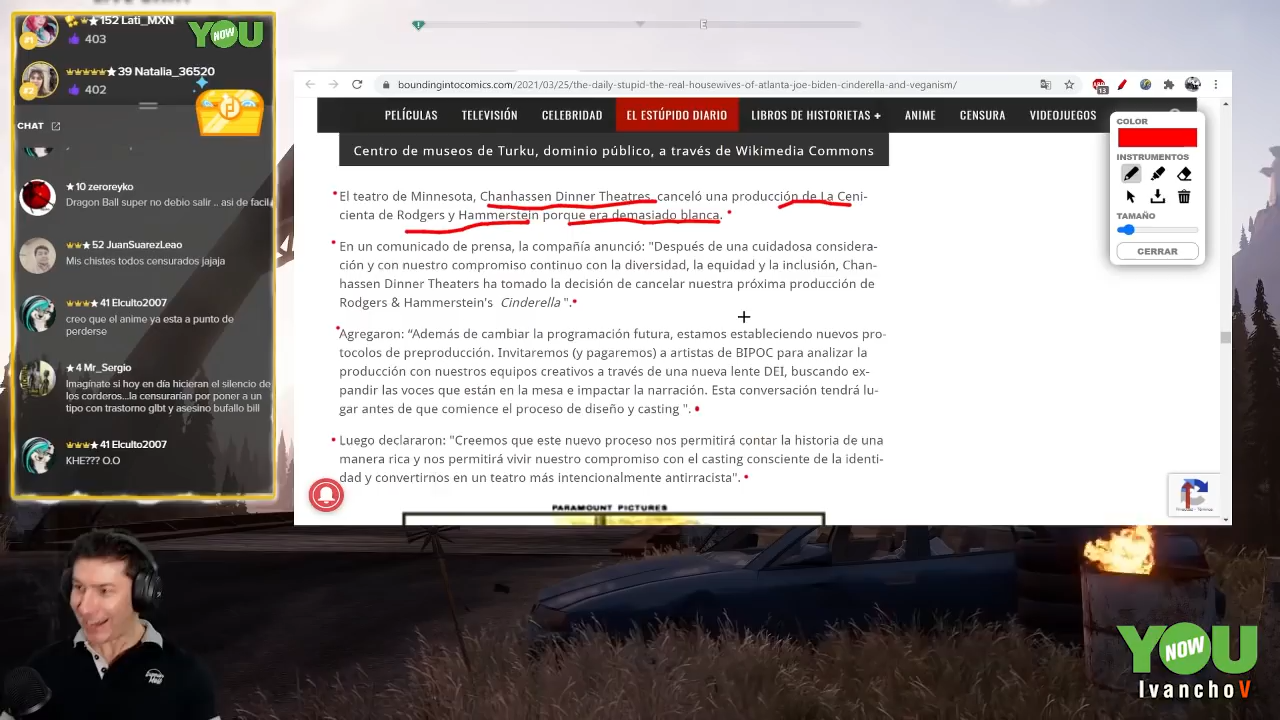 #1 152 Lati_MXN
403
YOU NOW
#2 39 Natalia_36520
402
CHAT
10 zeroreyko
Dragon Ball super no debio salir .. asi de facil
52 JuanSuarezLeao
Mis chistes todos censurados jajaja
41 Elculto2007
creo que el anime ya esta a punto de
perderse
4 Mr_Sergio
Imagínate si hoy en día hicieran el silencio de
los corderos...la censurarían por poner a un
tipo con trastorno glbt y asesino bufallo bill
41 Elculto2007
KHE??? O.O
E
boundingintocomics.com/2021/03/25/the-daily-stupid-the-real-housewives-of-atlanta-joe-biden-cinderella-and-veganism/
13
PELÍCULAS TELEVISIÓN CELEBRIDAD EL ESTÚPIDO DIARIO LIBROS DE HISTORIETAS + ANIME CENSURA VIDEOJUEGOS
Centro de museos de Turku, dominio público, a través de Wikimedia Commons
El teatro de Minnesota, Chanhassen Dinner Theatres, canceló una producción de La Ceni-
cienta de Rodgers y Hammerstein porque era demasiado blanca.
En un comunicado de prensa, la compañía anunció: "Después de una cuidadosa considera-
ción y con nuestro compromiso continuo con la diversidad, la equidad y la inclusión, Chan-
hassen Dinner Theaters ha tomado la decisión de cancelar nuestra próxima producción de
Rodgers & Hammerstein's Cinderella ".
Agregaron: “Además de cambiar la programación futura, estamos estableciendo nuevos pro-
tocolos de preproducción. Invitaremos (y pagaremos) a artistas de BIPOC para analizar la
producción con nuestros equipos creativos a través de una nueva lente DEI, buscando ex-
pandir las voces que están en la mesa e impactar la narración. Esta conversación tendrá lu-
gar antes de que comience el proceso de diseño y casting ".
Luego declararon: "Creemos que este nuevo proceso nos permitirá contar la historia de una
manera rica y nos permitirá vivir nuestro compromiso con el casting consciente de la identi-
dad y convertirnos en un teatro más intencionalmente antirracista".
PARAMOUNT PICTURES
COLOR
INSTRUMENTOS
TAMAÑO
CERRAR
YOU NOW
IvanchoV